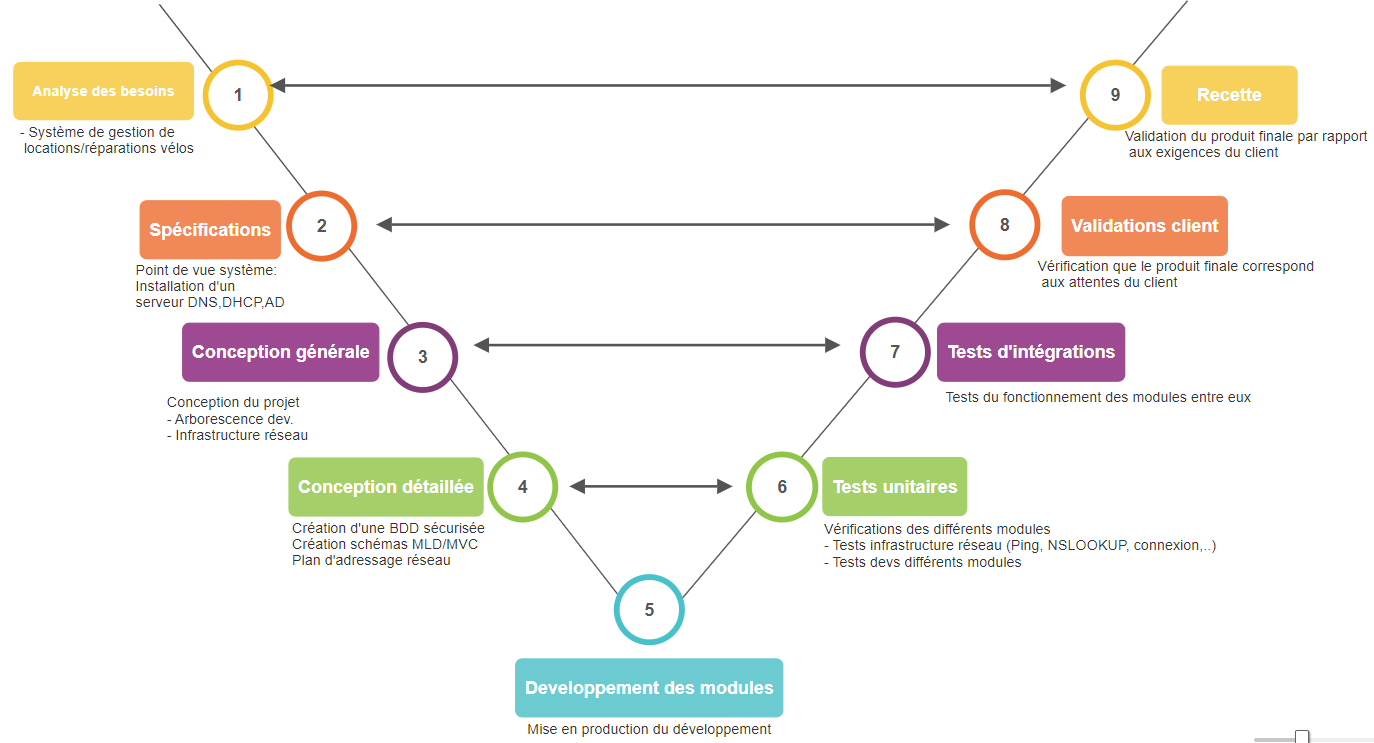 Analyse des besoins
1
- Système de gestion de
locations/réparations vélos
9
Recette
Validation du produit finale par rapport
aux exigences du client
Spécifications
2
Point de vue système:
Installation d'un
serveur DNS,DHCP,AD
8
Validations client
Vérification que le produit finale correspond
aux attentes du client
Conception générale
3
Conception du projet
- Arborescence dev.
- Infrastructure réseau
7
Tests d'intégrations
Tests du fonctionnement des modules entre eux
Conception détaillée
4
Création d'une BDD sécurisée
Création schémas MLD/MVC
Plan d'adressage réseau
6
Tests unitaires
Vérifications des différents modules
- Tests infrastructure réseau (Ping, NSLOOKUP, connexion,..)
- Tests devs différents modules
5
Developpement des modules
Mise en production du développement